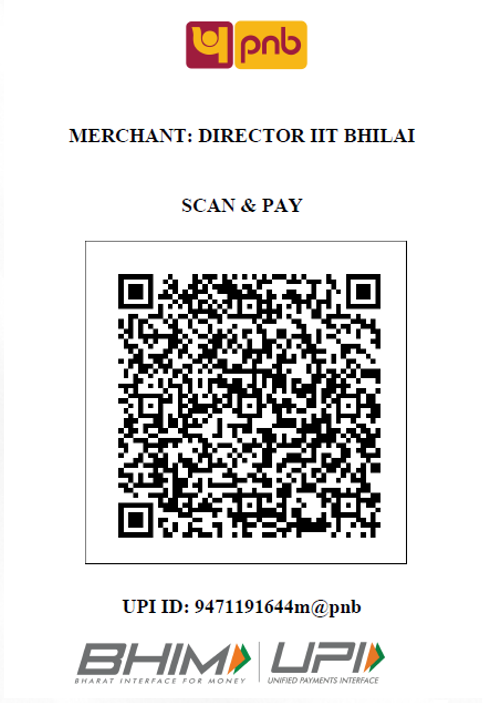 प pnb
MERCHANT: DIRECTOR IIT BHILAI
SCAN & PAY
UPI ID: 9471191644m@pnb
BHIM UPI
BHARAT INTERFACE FOR MONEY UNIFIED PAYMENTS INTERFACE